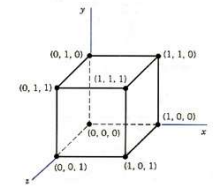 y
(0, 1, 0)
(1, 1, 0)
(0, 1, 1)
(1, 1, 1)
(1, 0, 0)
(0, 0, 0)
x
(0, 0, 1)
(1, 0, 1)
z